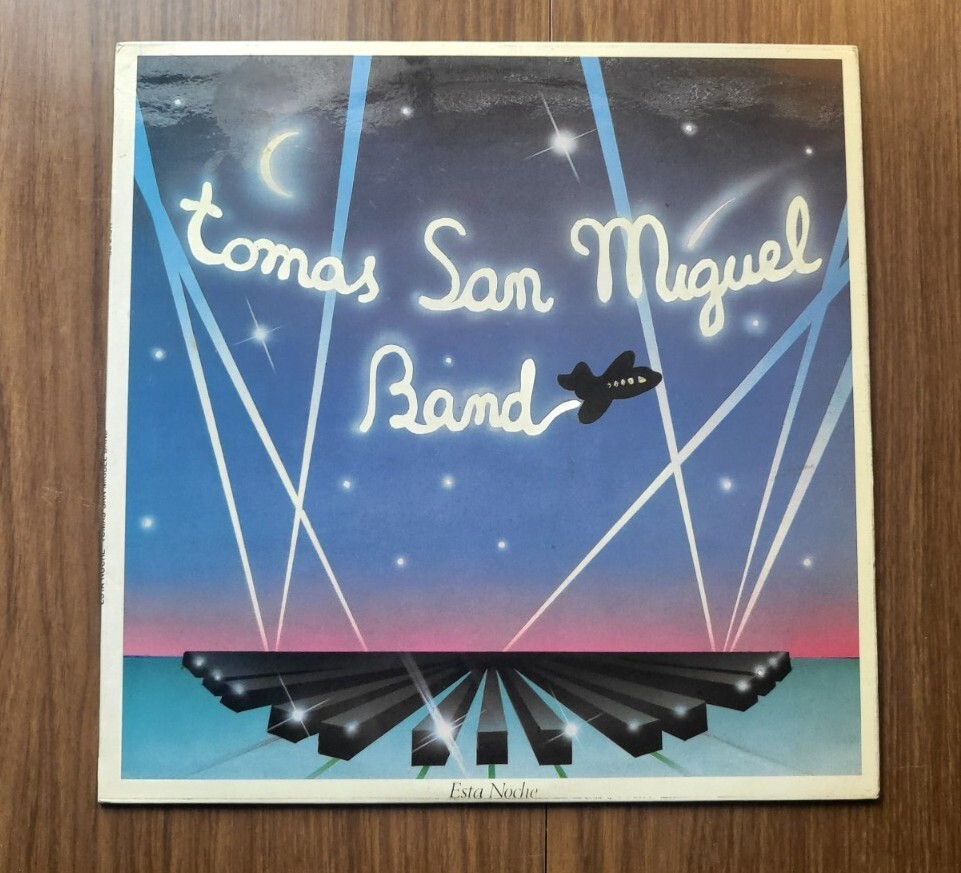 tomas San Miguel
Band
Esta Noche